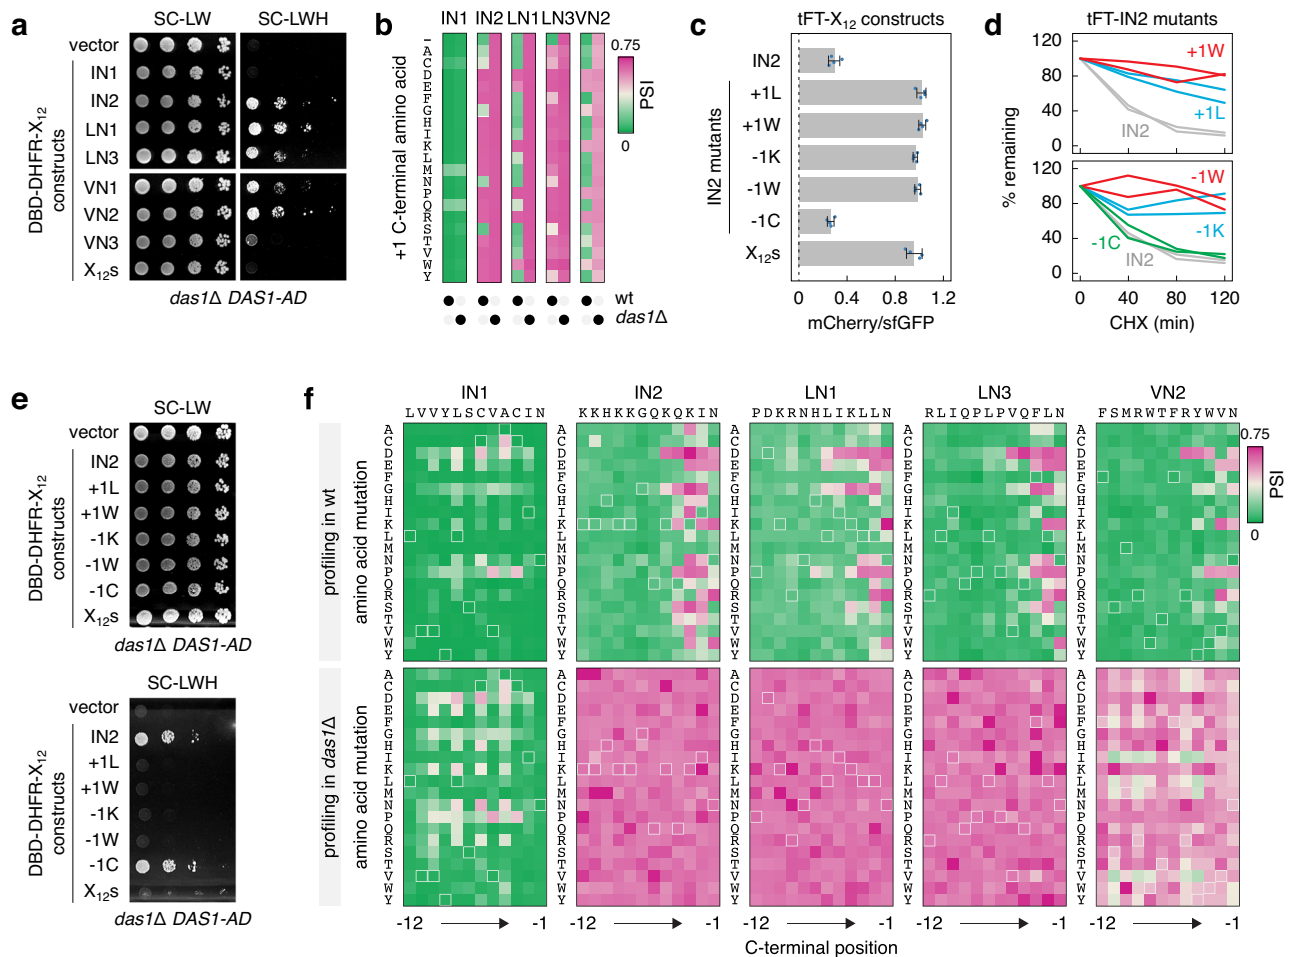 a
SC-LW
SC-LWH
vector
IN1
IN2
LN1
LN3
VN1
VN2
VN3
X12s
DBD-DHFR-X12
constructs
das1Δ DAS1-AD
b
IN1 IN2 LN1 LN3 VN2
+1 C-terminal amino acid
–
A
C
D
E
F
G
H
I
K
L
M
N
P
Q
R
S
T
V
W
Y
0.75
PSI
0
wt
das1Δ
c
tFT-X12 constructs
IN2
+1L
+1W
-1K
-1W
-1C
X12s
IN2 mutants
0 0.4 0.8 1.2
mCherry/sfGFP
d
tFT-IN2 mutants
120
80
40
0
+1W
+1L
IN2
120
80
40
0
-1W
-1K
-1C
IN2
% remaining
0 40 80 120
CHX (min)
e
SC-LW
vector
IN2
+1L
+1W
-1K
-1W
-1C
X12s
DBD-DHFR-X12
constructs
das1Δ DAS1-AD
SC-LWH
vector
IN2
+1L
+1W
-1K
-1W
-1C
X12s
DBD-DHFR-X12
constructs
das1Δ DAS1-AD
f
IN1 IN2 LN1 LN3 VN2
L V V Y L S C V A C I N
K K H K K G Q K Q K I N
P D K R N H L I K L L N
R L I Q P L P V Q F L N
F S M R W T F R Y W V N
profiling in wt
amino acid mutation
A
C
D
E
F
G
H
I
K
L
M
N
P
Q
R
S
T
V
W
Y
A
C
D
E
F
G
H
I
K
L
M
N
P
Q
R
S
T
V
W
Y
A
C
D
E
F
G
H
I
K
L
M
N
P
Q
R
S
T
V
W
Y
A
C
D
E
F
G
H
I
K
L
M
N
P
Q
R
S
T
V
W
Y
A
C
D
E
F
G
H
I
K
L
M
N
P
Q
R
S
T
V
W
Y
0.75
PSI
0
profiling in das1Δ
amino acid mutation
A
C
D
E
F
G
H
I
K
L
M
N
P
Q
R
S
T
V
W
Y
A
C
D
E
F
G
H
I
K
L
M
N
P
Q
R
S
T
V
W
Y
A
C
D
E
F
G
H
I
K
L
M
N
P
Q
R
S
T
V
W
Y
A
C
D
E
F
G
H
I
K
L
M
N
P
Q
R
S
T
V
W
Y
A
C
D
E
F
G
H
I
K
L
M
N
P
Q
R
S
T
V
W
Y
-12 -1 -12 -1 -12 -1 -12 -1 -12 -1
C-terminal position